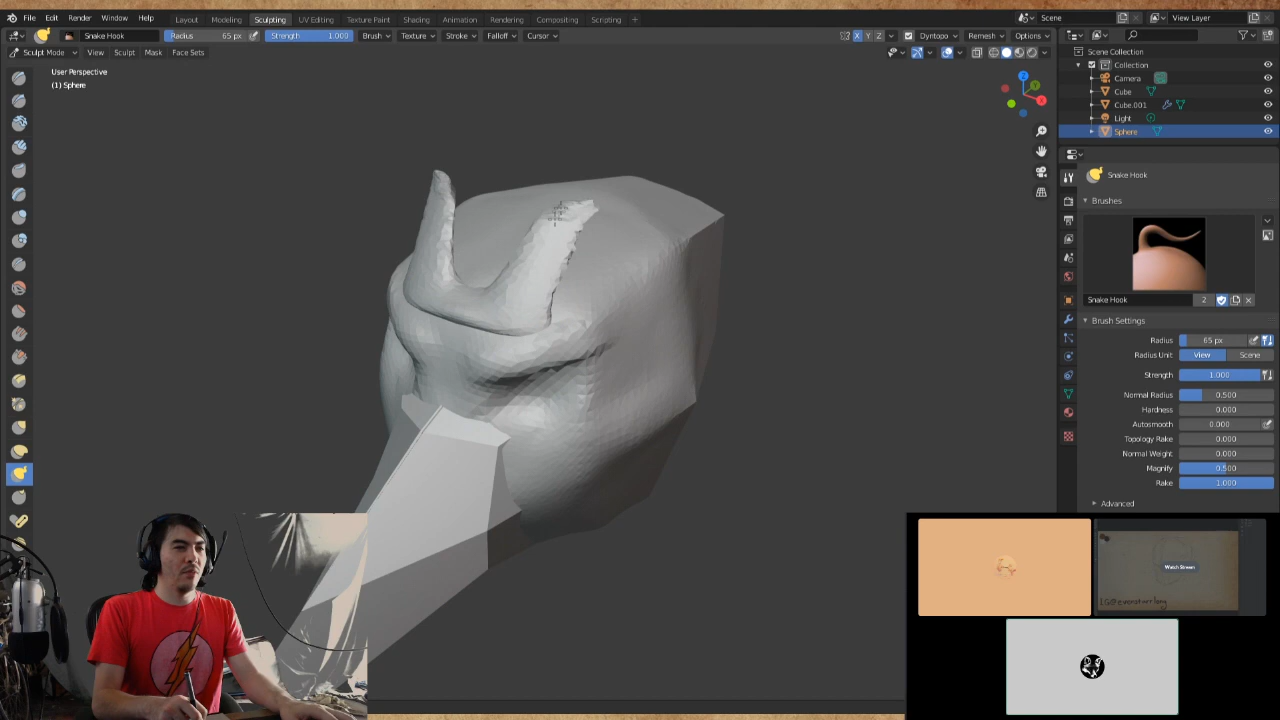 File Edit Render Window Help
Layout Modeling Sculpting UV Editing Texture Paint Shading Animation Rendering Compositing Scripting +
Scene
View Layer
Snake Hook Radius 65 px Strength 1.000 Brush Texture Stroke Falloff Cursor
X Y Z Dyntopo Remesh Options
Sculpt Mode View Sculpt Mask Face Sets
User Perspective
(1) Sphere
Scene Collection
Collection
Camera
Cube
Cube.001
Light
Sphere
Snake Hook
Brushes
Snake Hook 2
Brush Settings
Radius 65 px
Radius Unit View Scene
Strength 1.000
Normal Radius 0.500
Hardness 0.000
Autosmooth 0.000
Topology Rake 0.000
Normal Weight 0.000
Magnify 0.500
Rake 1.000
Advanced
Watch Stream